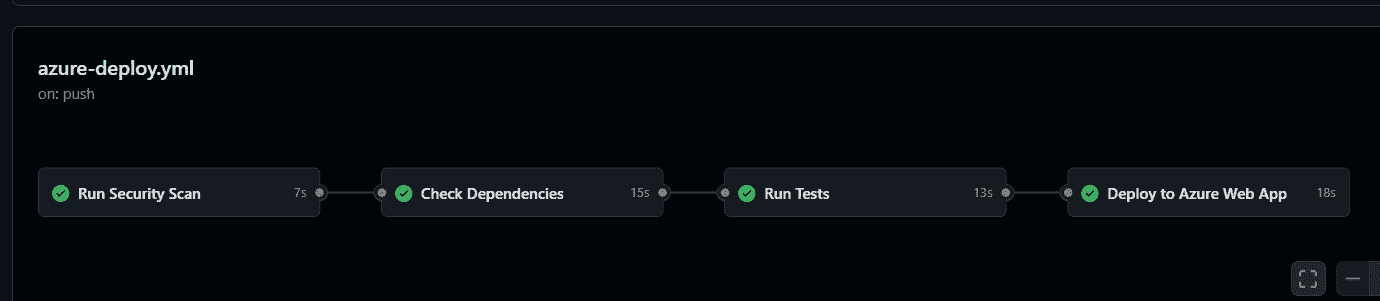 azure-deploy.yml
on: push
Run Security Scan 7s
Check Dependencies 15s
Run Tests 13s
Deploy to Azure Web App 18s